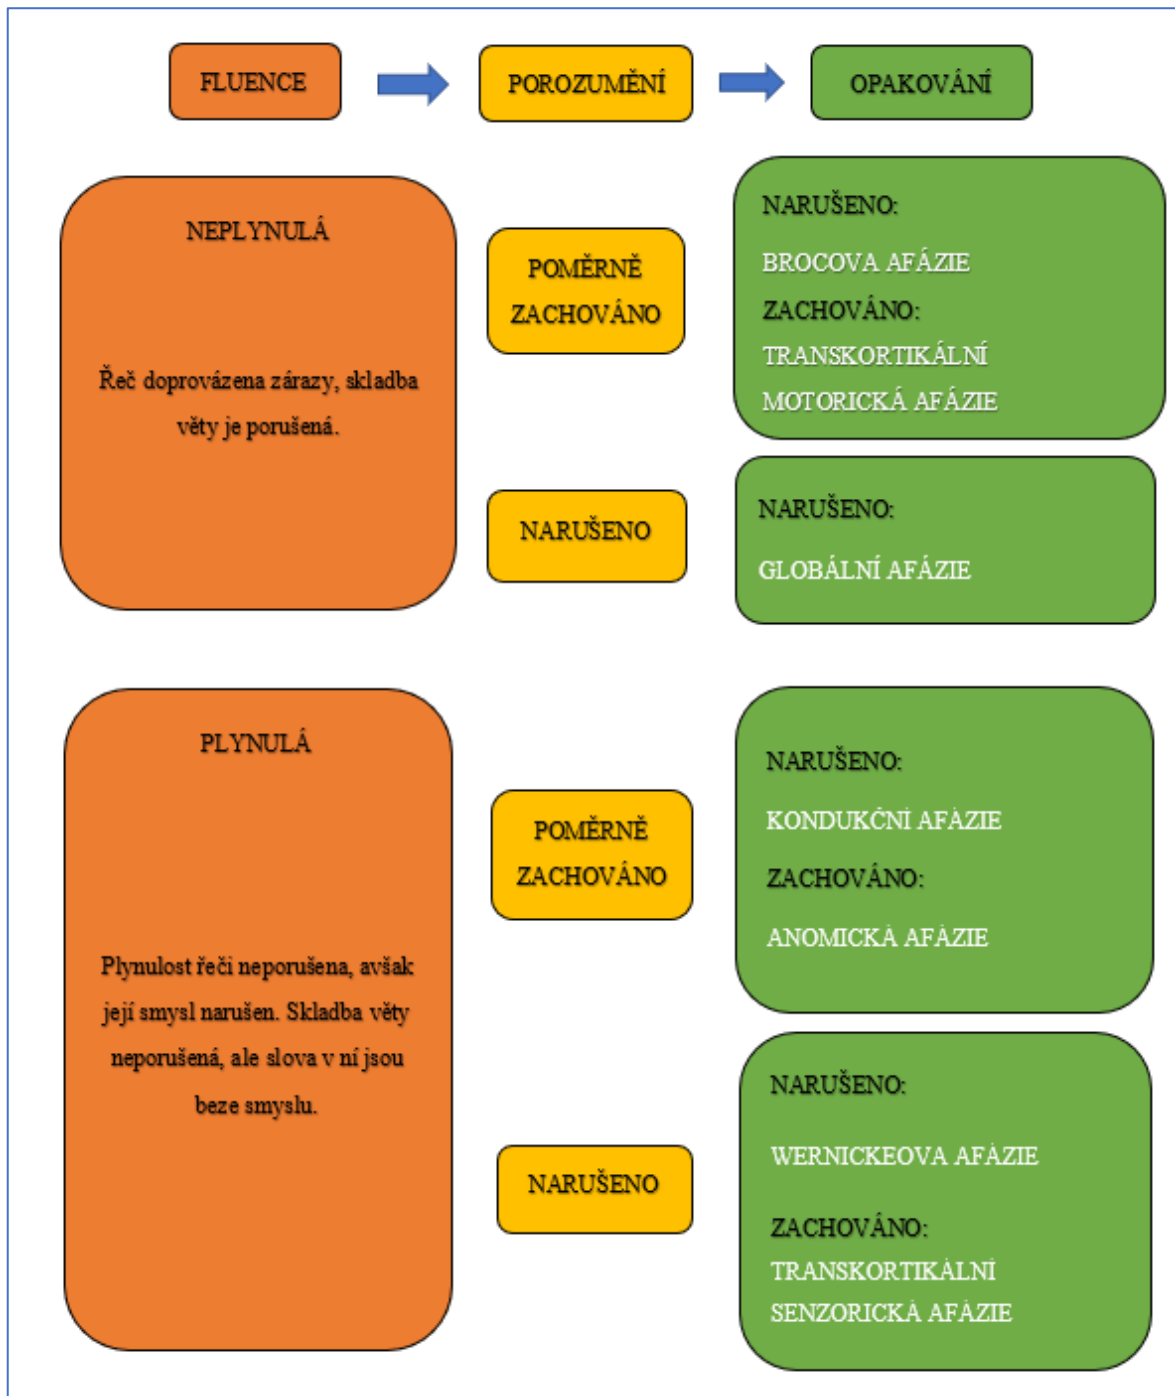 FLUENCE
POROZUMĚNÍ
OPAKOVÁNÍ
NEPLYNULÁ
Řeč doprovázena zárazy, skladba
věty je porušená.
POMĚRNĚ
ZACHOVÁNO
NARUŠENO:
BROCOVA AFÁZIE
ZACHOVÁNO:
TRANSKORTIKÁLNÍ
MOTORICKÁ AFÁZIE
NARUŠENO
NARUŠENO:
GLOBÁLNÍ AFÁZIE
PLYNULÁ
Plynulost řeči neporušena, avšak
její smysl narušen. Skladba věty
neporušená, ale slova v ní jsou
beze smyslu.
POMĚRNĚ
ZACHOVÁNO
NARUŠENO:
KONDUKČNÍ AFÁZIE
ZACHOVÁNO:
ANOMICKÁ AFÁZIE
NARUŠENO
NARUŠENO:
WERNICKEOVA AFÁZIE
ZACHOVÁNO:
TRANSKORTIKÁLNÍ
SENZORICKÁ AFÁZIE